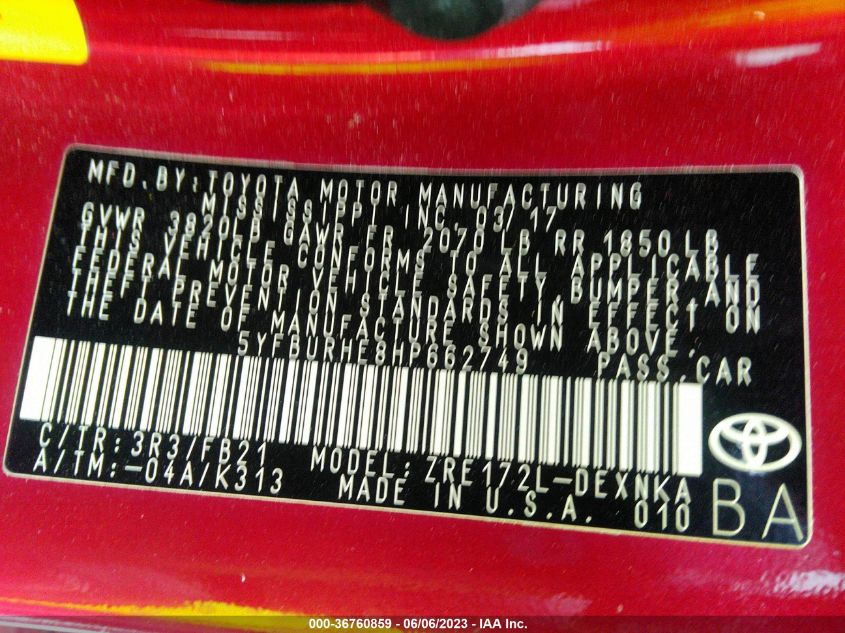 MFD. BY: TOYOTA MOTOR MANUFACTURING
MISSISSIPPI INC. 03/17
GVWR 3820LB GAWR FR 2070 LB RR 1850 LB
THIS VEHICLE CONFORMS TO ALL APPLICABLE
FEDERAL MOTOR VEHICLE SAFETY, BUMPER, AND
THEFT PREVENTION STANDARDS IN EFFECT ON
THE DATE OF MANUFACTURE SHOWN ABOVE.
5YFBURHE8HP662749 PASS. CAR
C/TR: 3R3/FB21 MODEL: ZRE172L-DEXNKA
A/TM: -04A/K313 MADE IN U.S.A. 010
BA
000-36760859 | 06/06/2023 | IAA Inc.